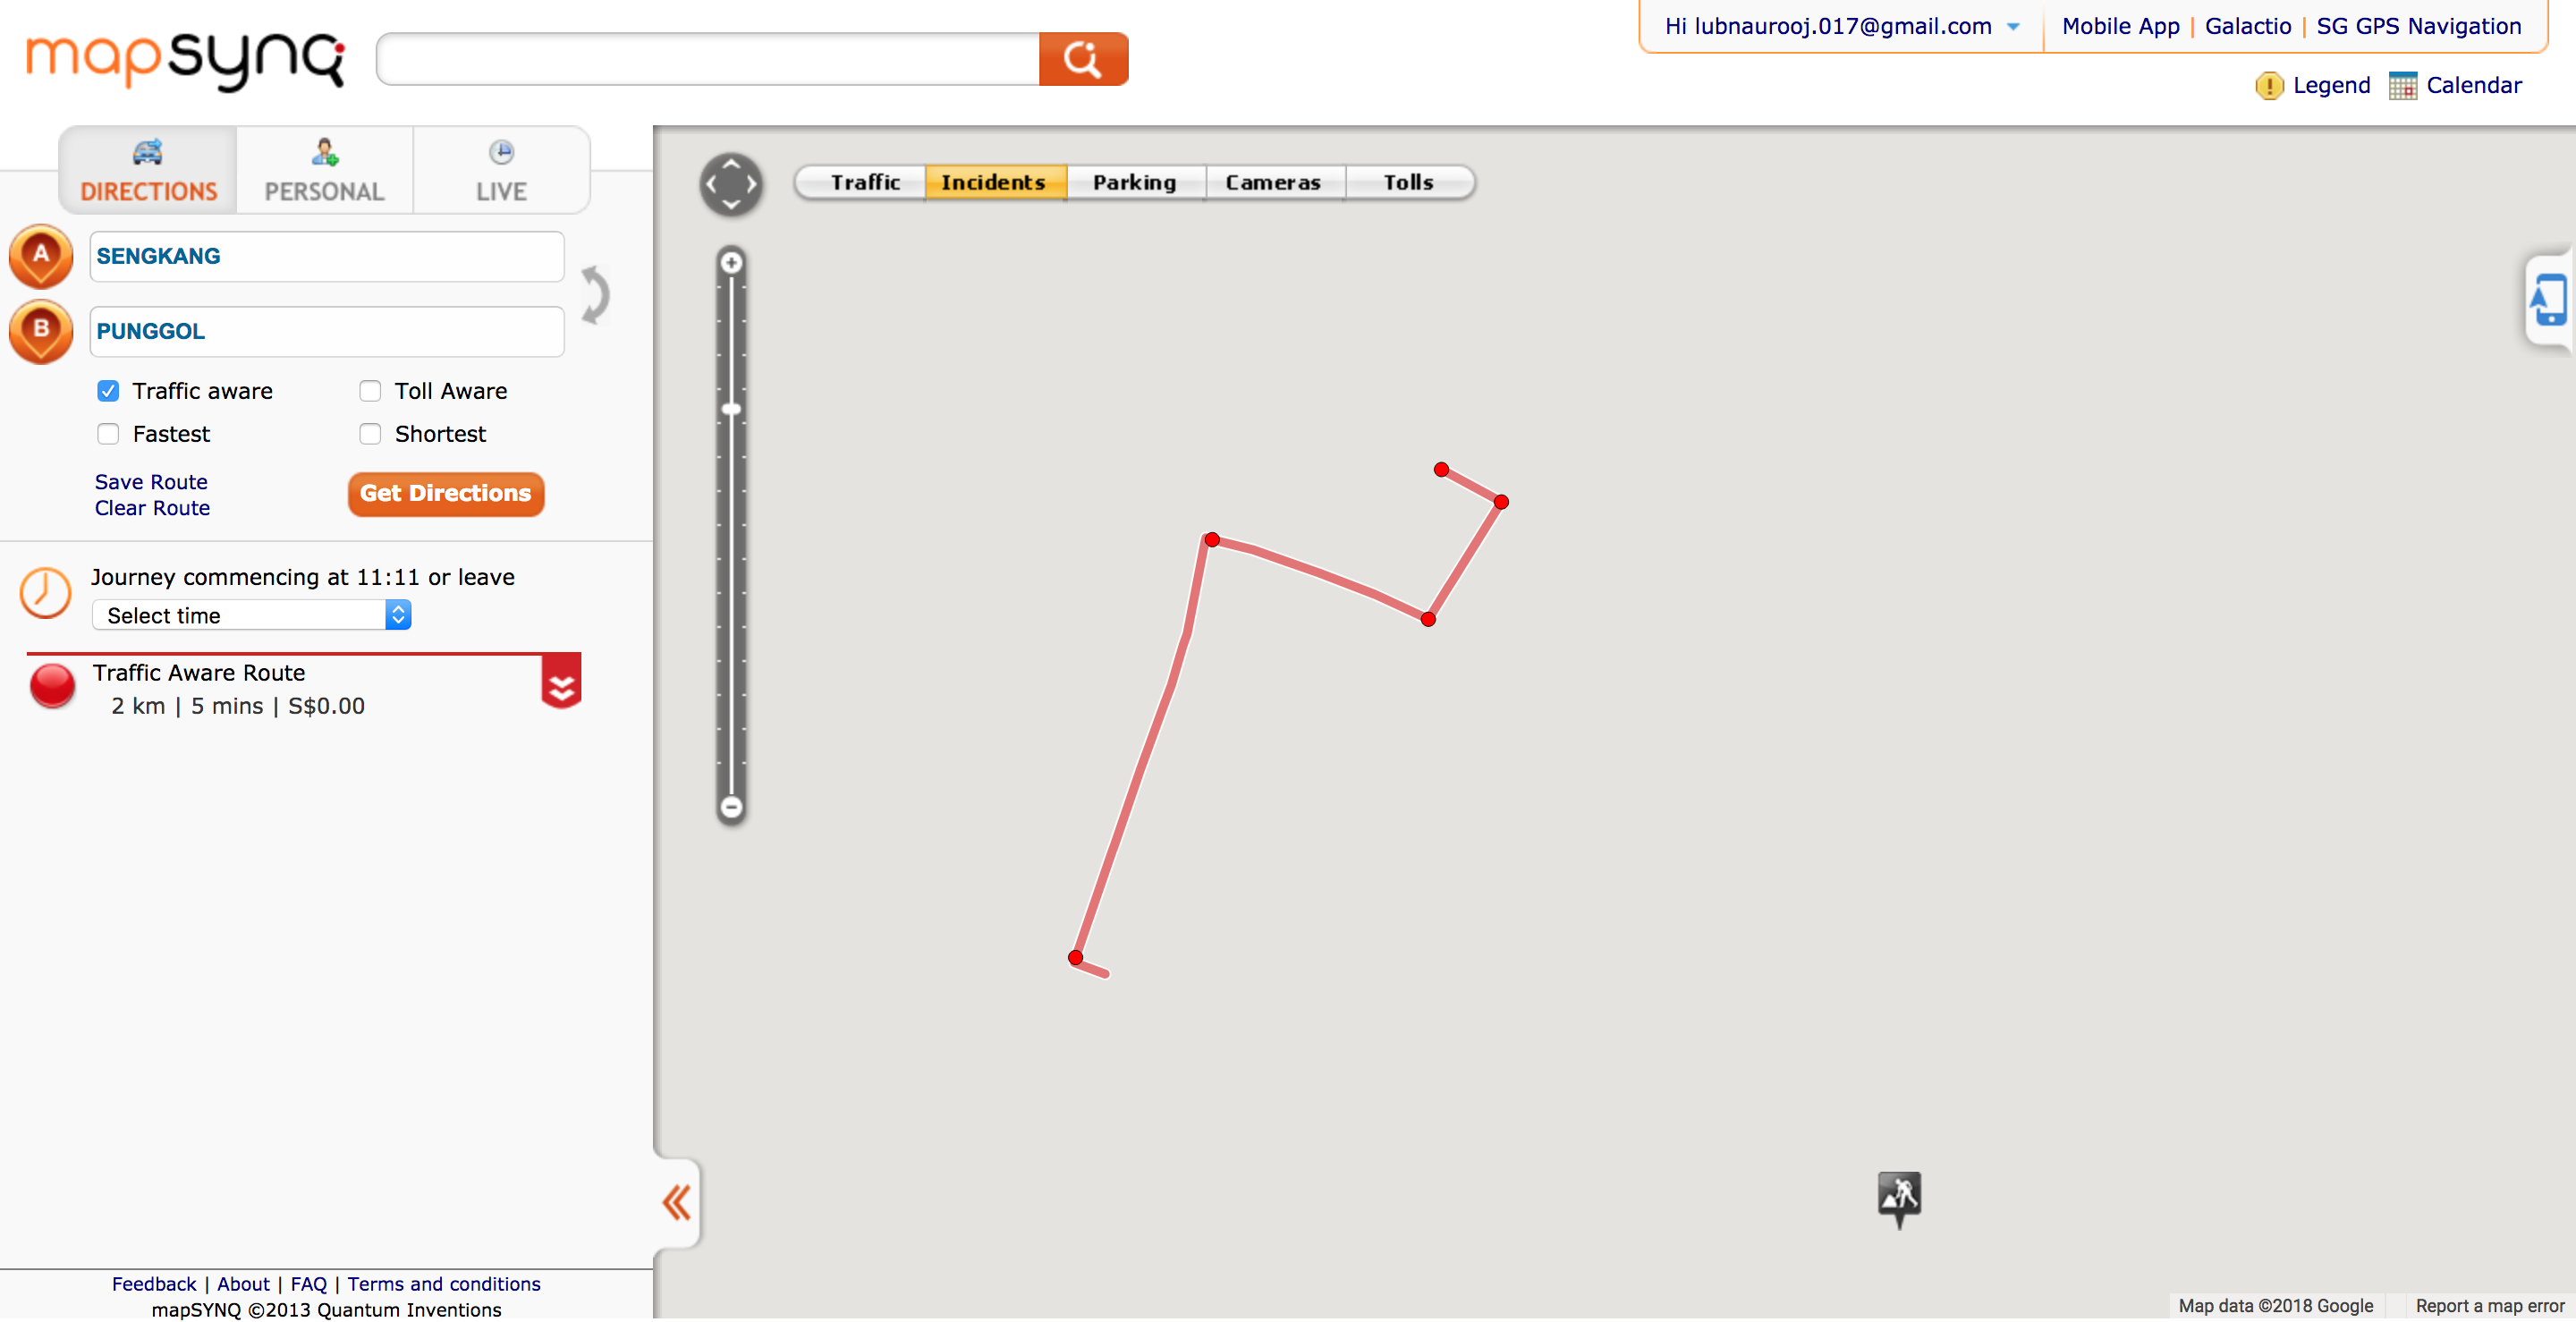 mapsynq
Hi lubnaurooj.017@gmail.com
Mobile App | Galactio | SG GPS Navigation
Legend
Calendar
DIRECTIONS
PERSONAL
LIVE
A
SENGKANG
B
PUNGGOL
Traffic aware
Toll Aware
Fastest
Shortest
Save Route
Clear Route
Get Directions
Journey commencing at 11:11 or leave
Select time
Traffic Aware Route
2 km | 5 mins | S$0.00
Traffic
Incidents
Parking
Cameras
Tolls
Feedback | About | FAQ | Terms and conditions
mapSYNQ ©2013 Quantum Inventions
Map data ©2018 Google
Report a map error